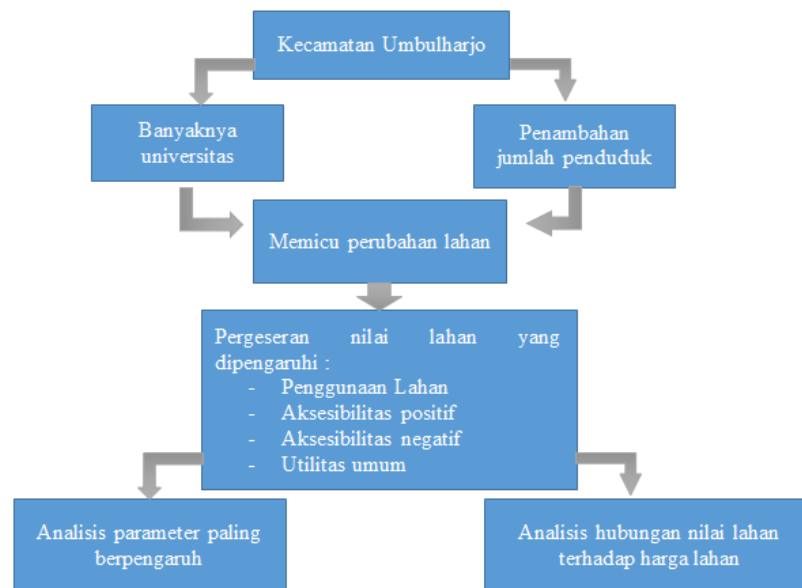 Kecamatan Umbulharjo
Banyaknya
universitas
Penambahan
jumlah penduduk
Memicu perubahan lahan
Pergeseran nilai lahan yang
dipengaruhi :
- Penggunaan Lahan
- Aksesibilitas positif
- Aksesibilitas negatif
- Utilitas umum
Analisis parameter paling
berpengaruh
Analisis hubungan nilai lahan
terhadap harga lahan